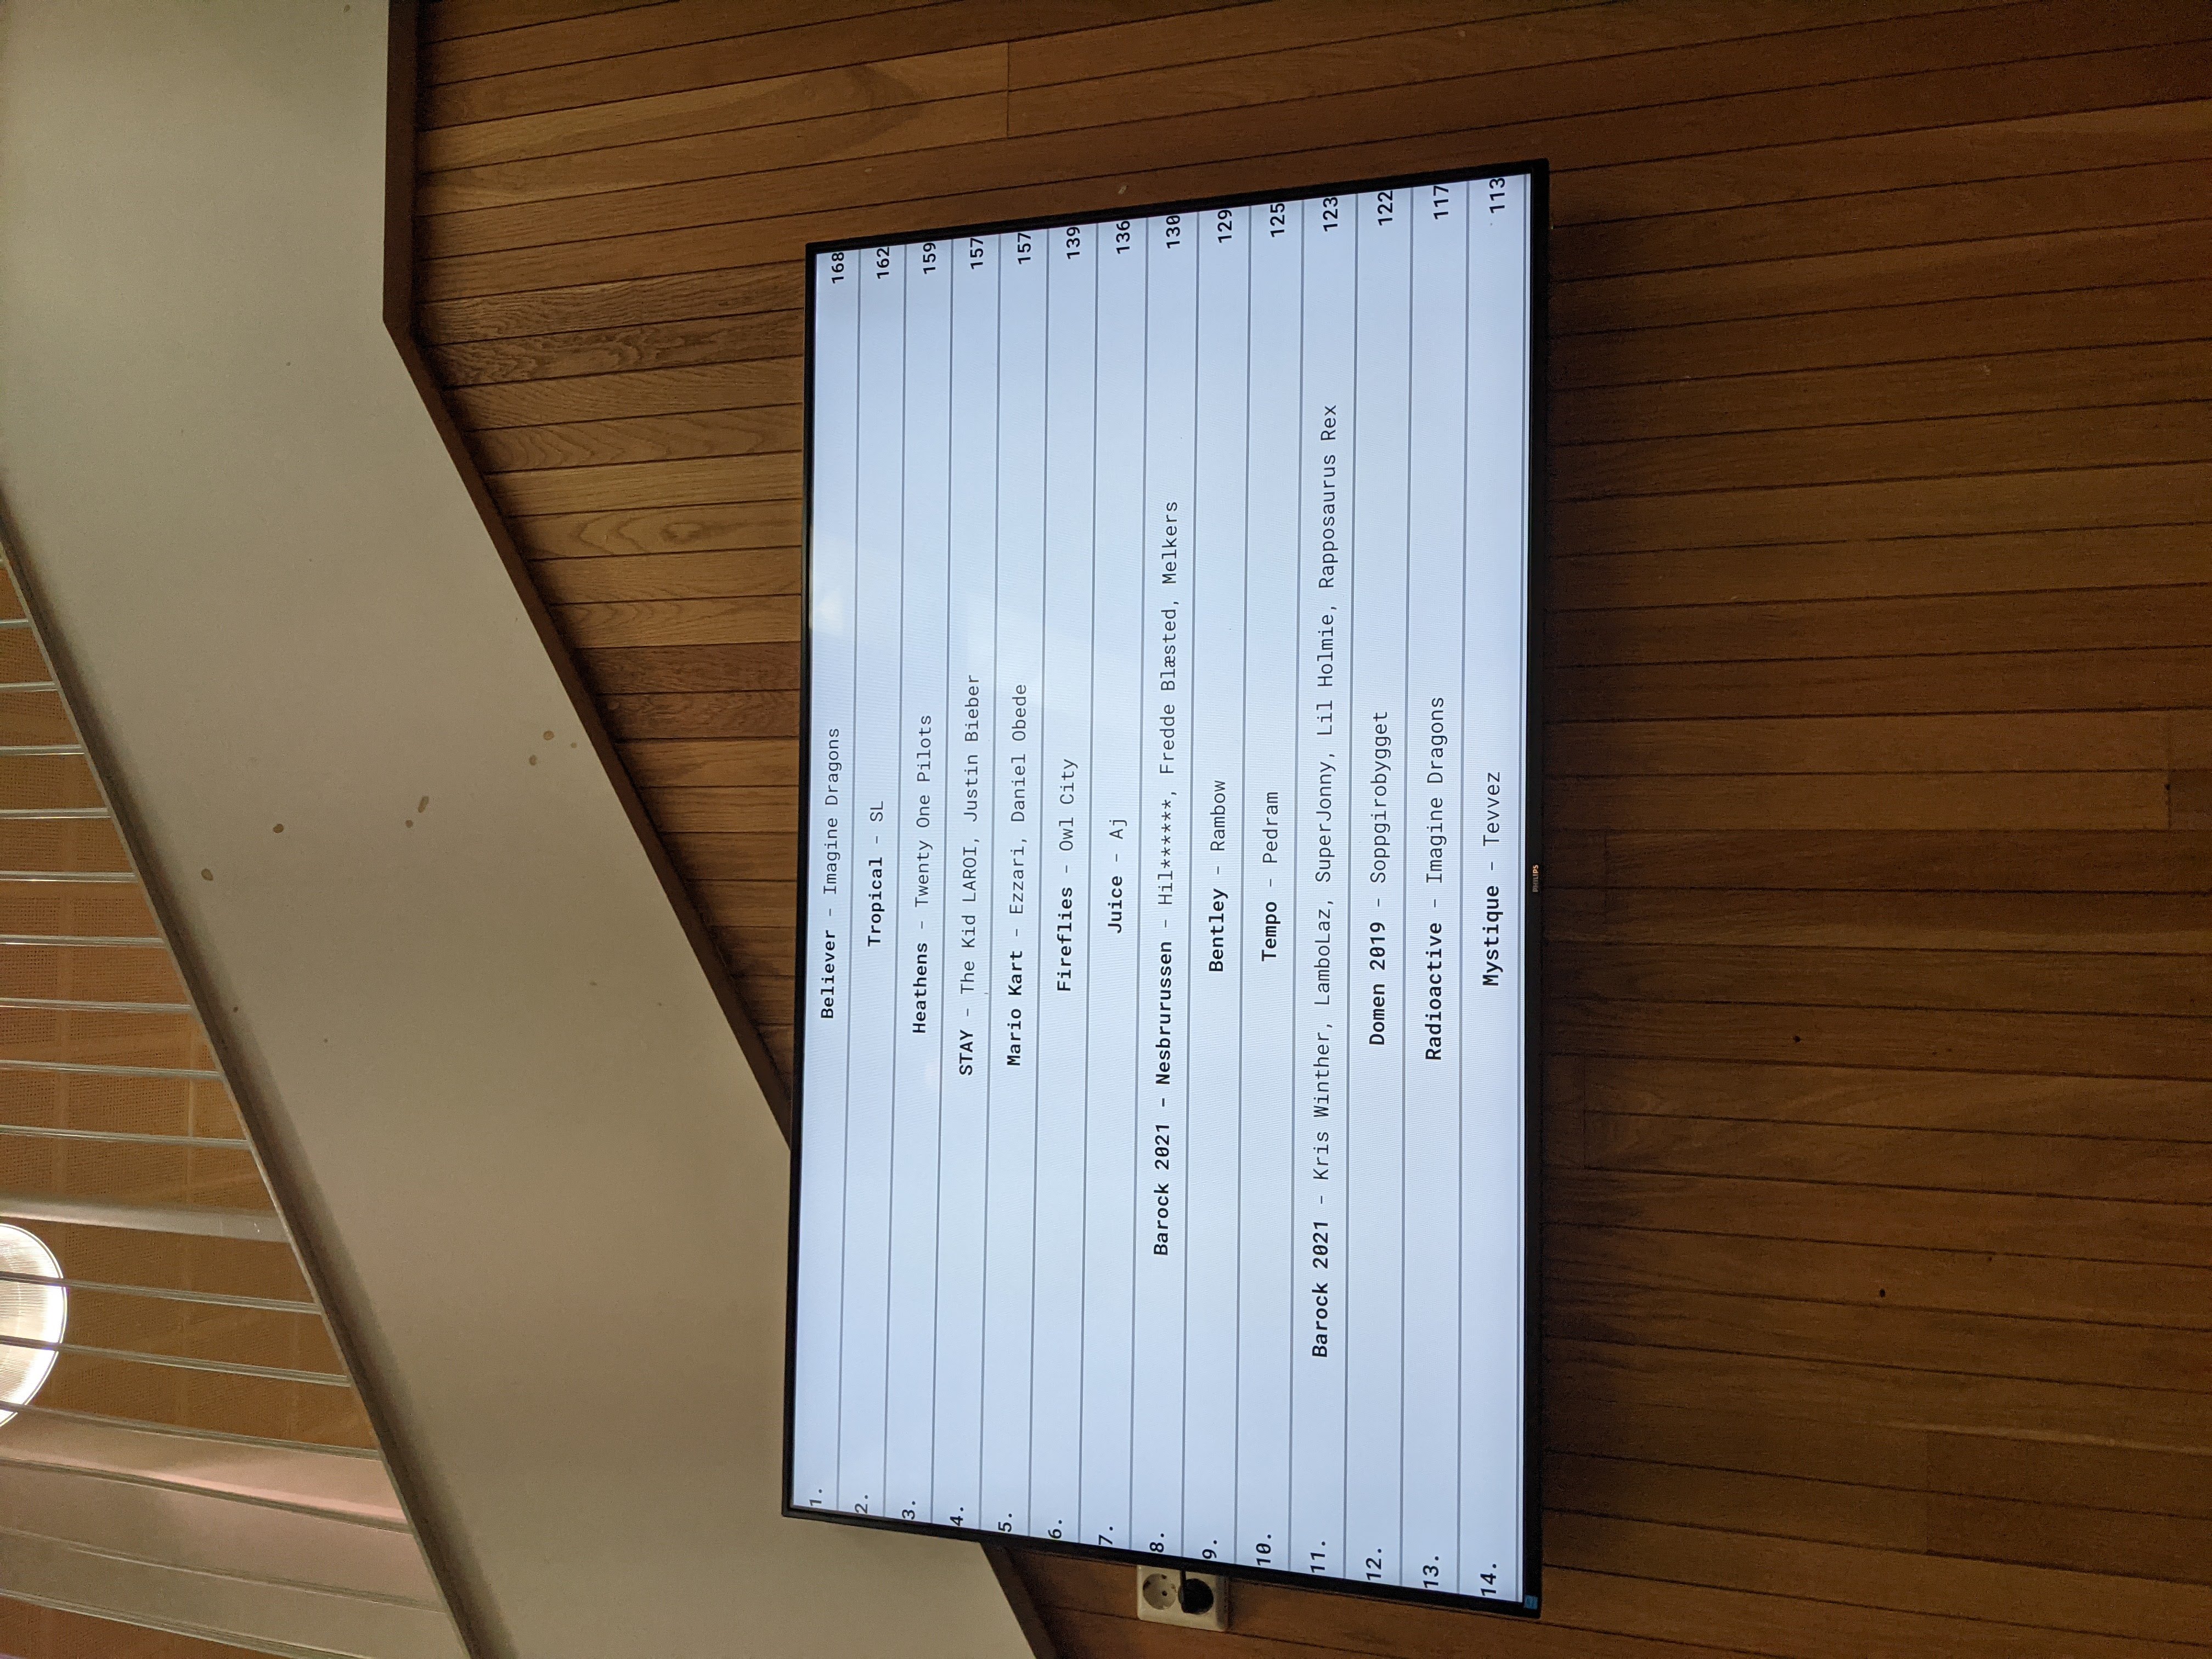 1. Believer - Imagine Dragons 168
2. Tropical - SL 162
3. Heathens - Twenty One Pilots 159
4. STAY - The Kid LAROI, Justin Bieber 157
5. Mario Kart - Ezzari, Daniel Obede 157
6. Fireflies - Owl City 139
7. Juice - Aj 136
8. Barock 2021 - Nesbrurussen - Hil******, Fredde Blæsted, Melkers 130
9. Bentley - Rambow 129
10. Tempo - Pedram 125
11. Barock 2021 - Kris Winther, LamboLaz, SuperJonny, Lil Holmie, Rapposaurus Rex 123
12. Domen 2019 - Soppgirobygget 122
13. Radioactive - Imagine Dragons 117
14. Mystique - Tevvez 113
PHILIPS